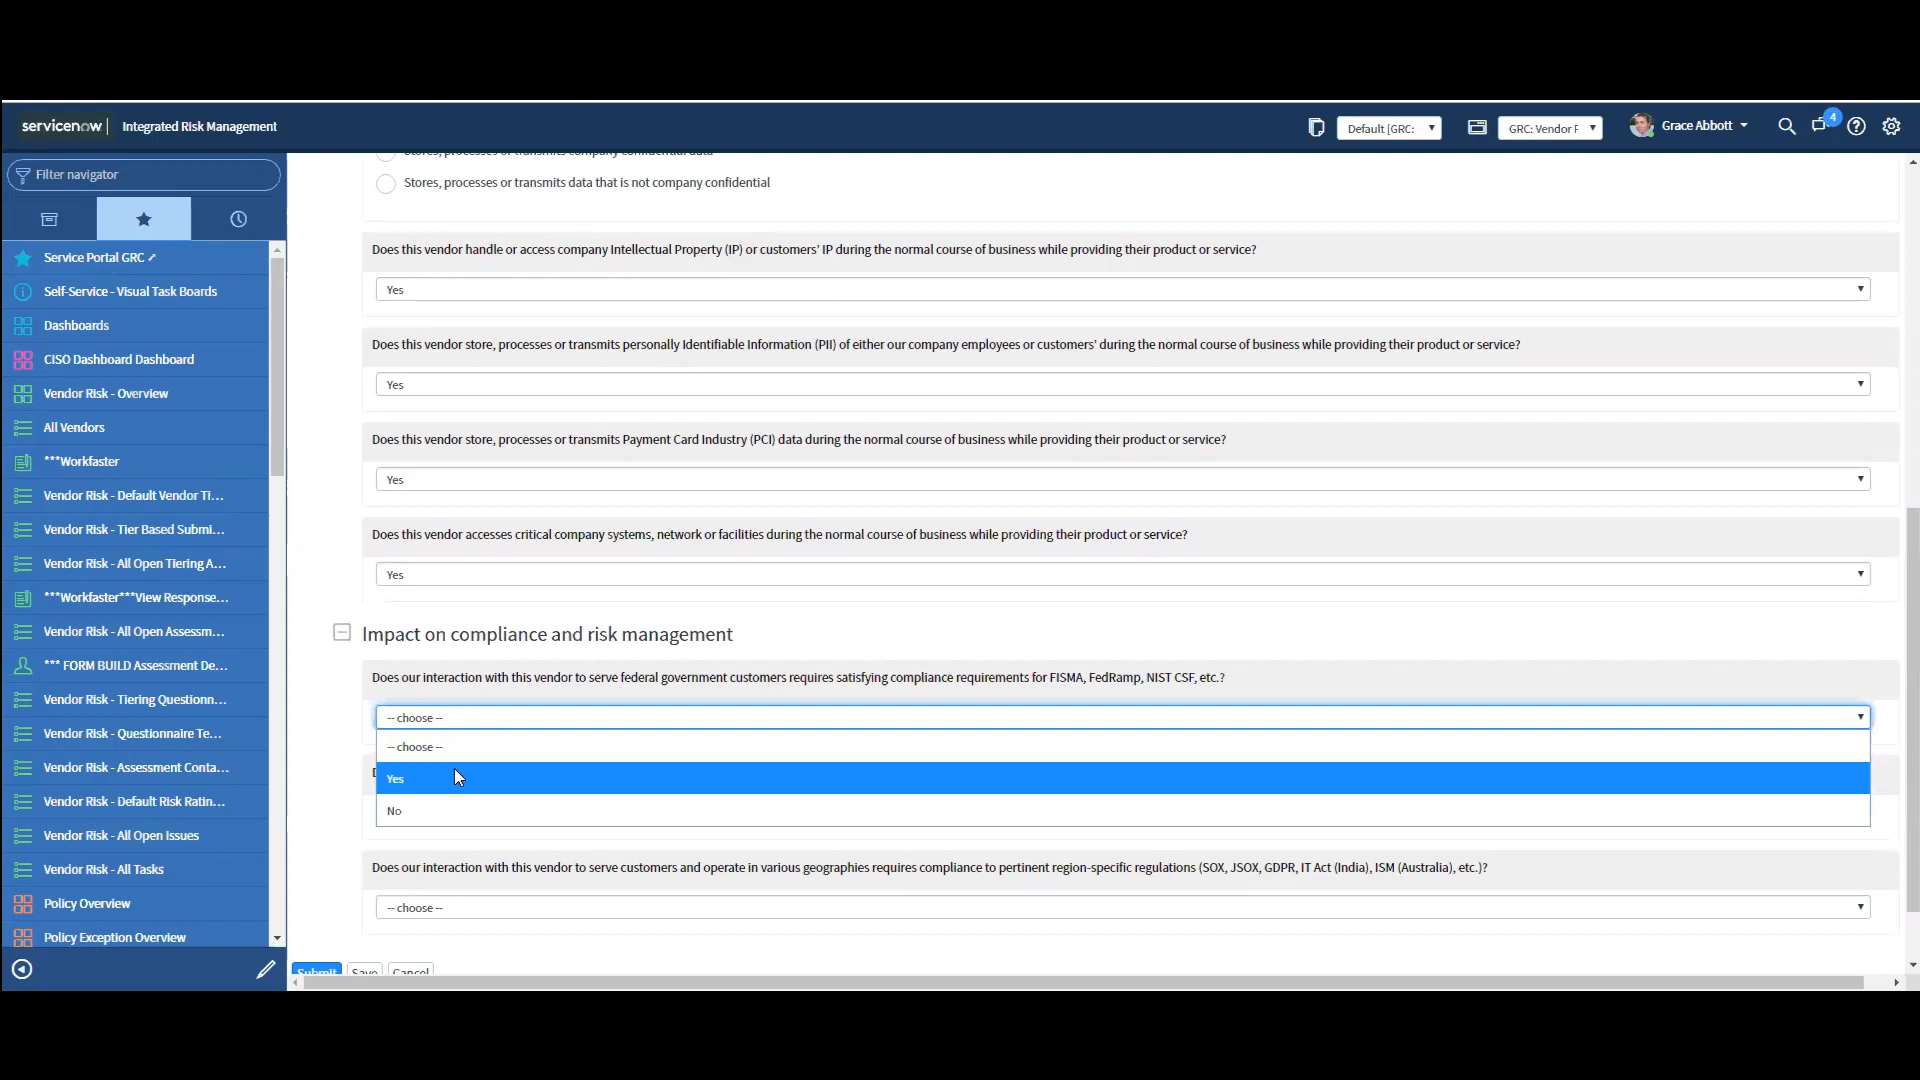 servicenow
Integrated Risk Management
Default [GRC:
GRC: Vendor F
Grace Abbott
4
Filter navigator
Service Portal GRC
Self-Service - Visual Task Boards
Dashboards
CISO Dashboard Dashboard
Vendor Risk - Overview
All Vendors
***Workfaster
Vendor Risk - Default Vendor Ti...
Vendor Risk - Tier Based Submi...
Vendor Risk - All Open Tiering A...
***Workfaster***View Response...
Vendor Risk - All Open Assessm...
*** FORM BUILD Assessment De...
Vendor Risk - Tiering Questionn...
Vendor Risk - Questionnaire Te...
Vendor Risk - Assessment Conta...
Vendor Risk - Default Risk Ratin...
Vendor Risk - All Open Issues
Vendor Risk - All Tasks
Policy Overview
Policy Exception Overview
Stores, processes or transmits company confidential data
Stores, processes or transmits data that is not company confidential
Does this vendor handle or access company Intellectual Property (IP) or customers' IP during the normal course of business while providing their product or service?
Yes
Does this vendor store, processes or transmits personally Identifiable Information (PII) of either our company employees or customers' during the normal course of business while providing their product or service?
Yes
Does this vendor store, processes or transmits Payment Card Industry (PCI) data during the normal course of business while providing their product or service?
Yes
Does this vendor accesses critical company systems, network or facilities during the normal course of business while providing their product or service?
Yes
Impact on compliance and risk management
Does our interaction with this vendor to serve federal government customers requires satisfying compliance requirements for FISMA, FedRamp, NIST CSF, etc.?
-- choose --
-- choose --
Yes
No
Does our interaction with this vendor to serve customers and operate in various geographies requires compliance to pertinent region-specific regulations (SOX, JSOX, GDPR, IT Act (India), ISM (Australia), etc.)?
-- choose --
Submit
Save
Cancel